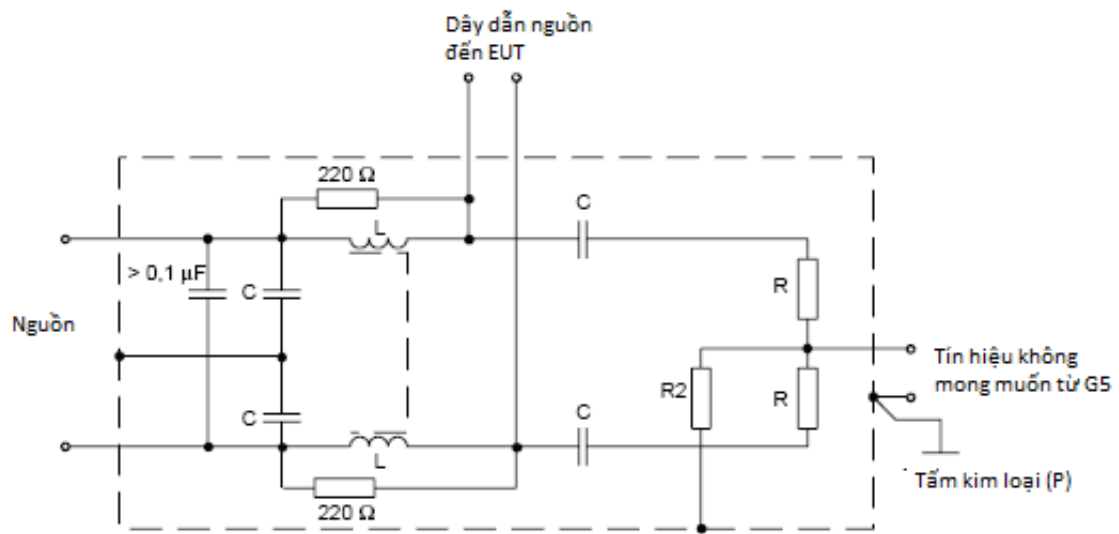 Dây dẫn nguồn
đến EUT
220 Ω
C
L
> 0,1 μF
C
R
Nguồn
Tín hiệu không
mong muốn từ G5
R2
R
C
C
L
Tấm kim loại (P)
220 Ω